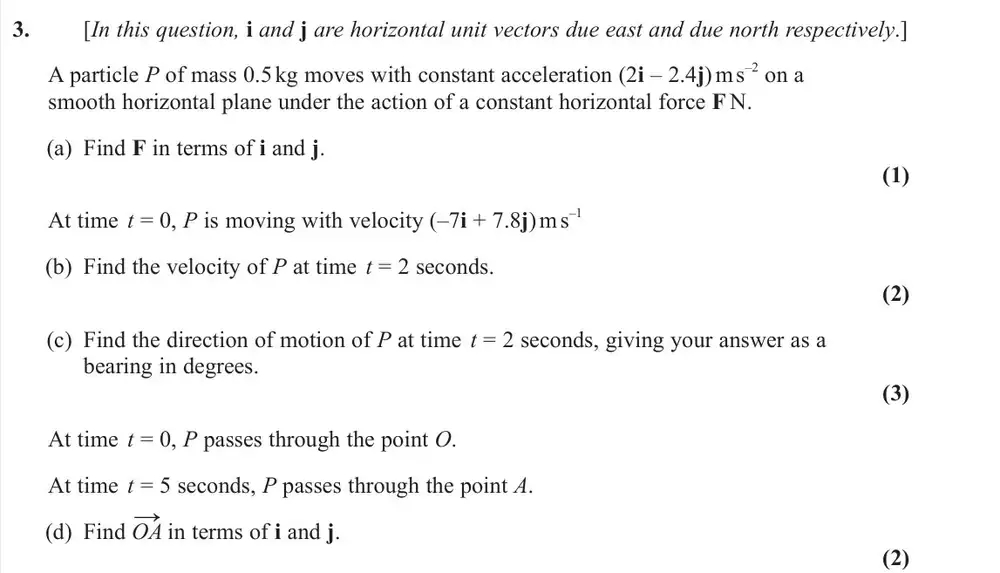 3. [In this question, i and j are horizontal unit vectors due east and due north respectively.]
A particle P of mass 0.5 kg moves with constant acceleration (2i – 2.4j) m s⁻² on a
smooth horizontal plane under the action of a constant horizontal force F N.
(a) Find F in terms of i and j.
(1)
At time t = 0, P is moving with velocity (–7i + 7.8j) m s⁻¹
(b) Find the velocity of P at time t = 2 seconds.
(2)
(c) Find the direction of motion of P at time t = 2 seconds, giving your answer as a
bearing in degrees.
(3)
At time t = 0, P passes through the point O.
At time t = 5 seconds, P passes through the point A.
(d) Find O⃗A⃗ in terms of i and j.
(2)